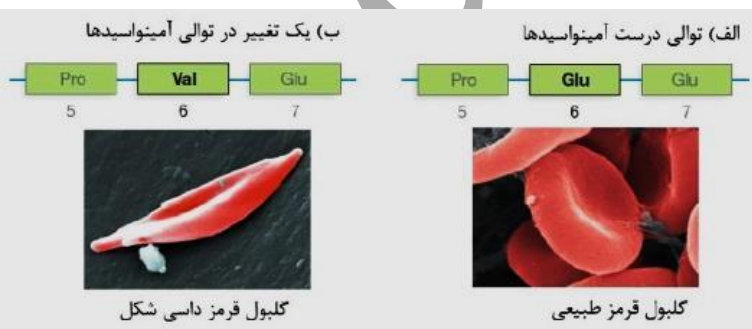 الف) توالی درست آمینواسیدها
Pro Glu Glu
5 6 7
گلبول قرمز طبیعی
ب) یک تغییر در توالی آمینواسیدها
Pro Val Glu
5 6 7
گلبول قرمز داسی شکل